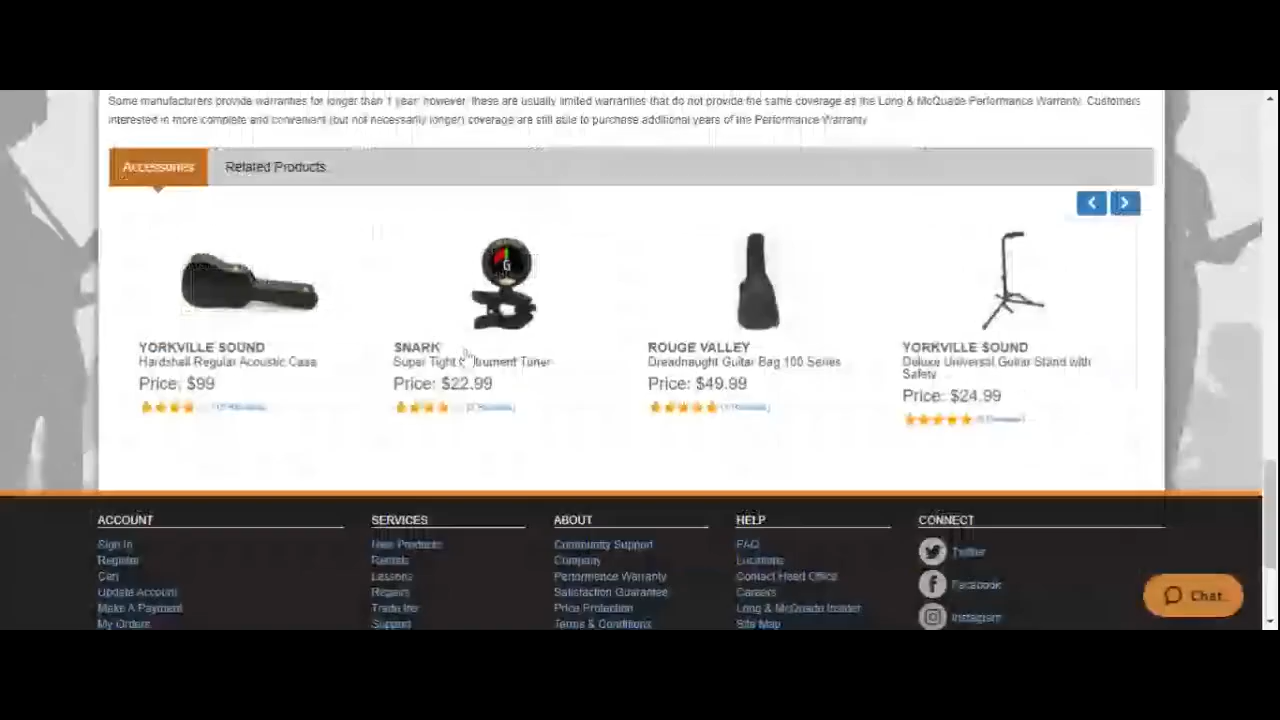 Some manufacturers provide warranties for longer than 1 year however, these are usually limited warranties that do not provide the same coverage as the Long & McQuade Performance Warranty. Customers
interested in more complete and convenient (but not necessarily longer) coverage are still able to purchase additional years of the Performance Warranty
Accessories Related Products
YORKVILLE SOUND
Hardshell Regular Acoustic Case
Price: $99
G
SNARK
Super Tight Instrument Tuner
Price: $22.99
ROUGE VALLEY
Dreadnaught Guitar Bag 100 Series
Price: $49.99
YORKVILLE SOUND
Deluxe Universal Guitar Stand with
Safety
Price: $24.99
ACCOUNT
Sign In
Register
Cart
Update Account
Make A Payment
My Orders
SERVICES
New Products
Rentals
Lessons
Repairs
Trade Ins
Support
ABOUT
Community Support
Company
Performance Warranty
Satisfaction Guarantee
Price Protection
Terms & Conditions
HELP
FAQ
Locations
Contact Head Office
Careers
Long & McQuade Insider
Site Map
CONNECT
Twitter
Facebook
Instagram
Chat